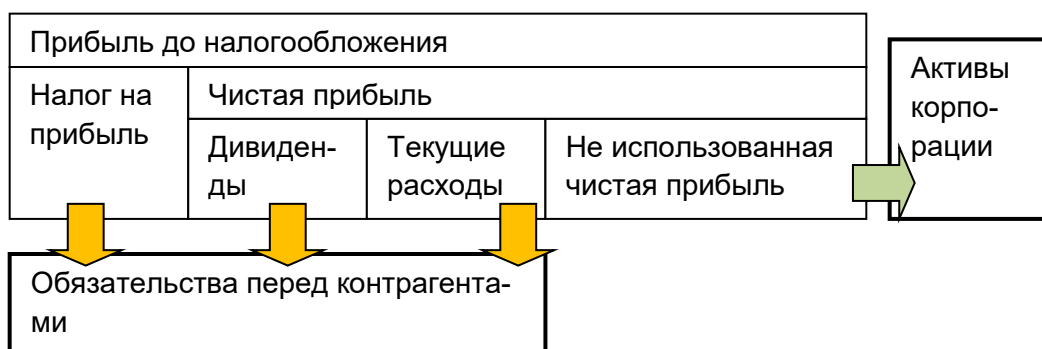 Прибыль до налогообложения
Налог на
прибыль
Чистая прибыль
Дивиден-
ды
Текущие
расходы
Не использованная
чистая прибыль
Активы
корпо-
рации
Обязательства перед контрагента-
ми